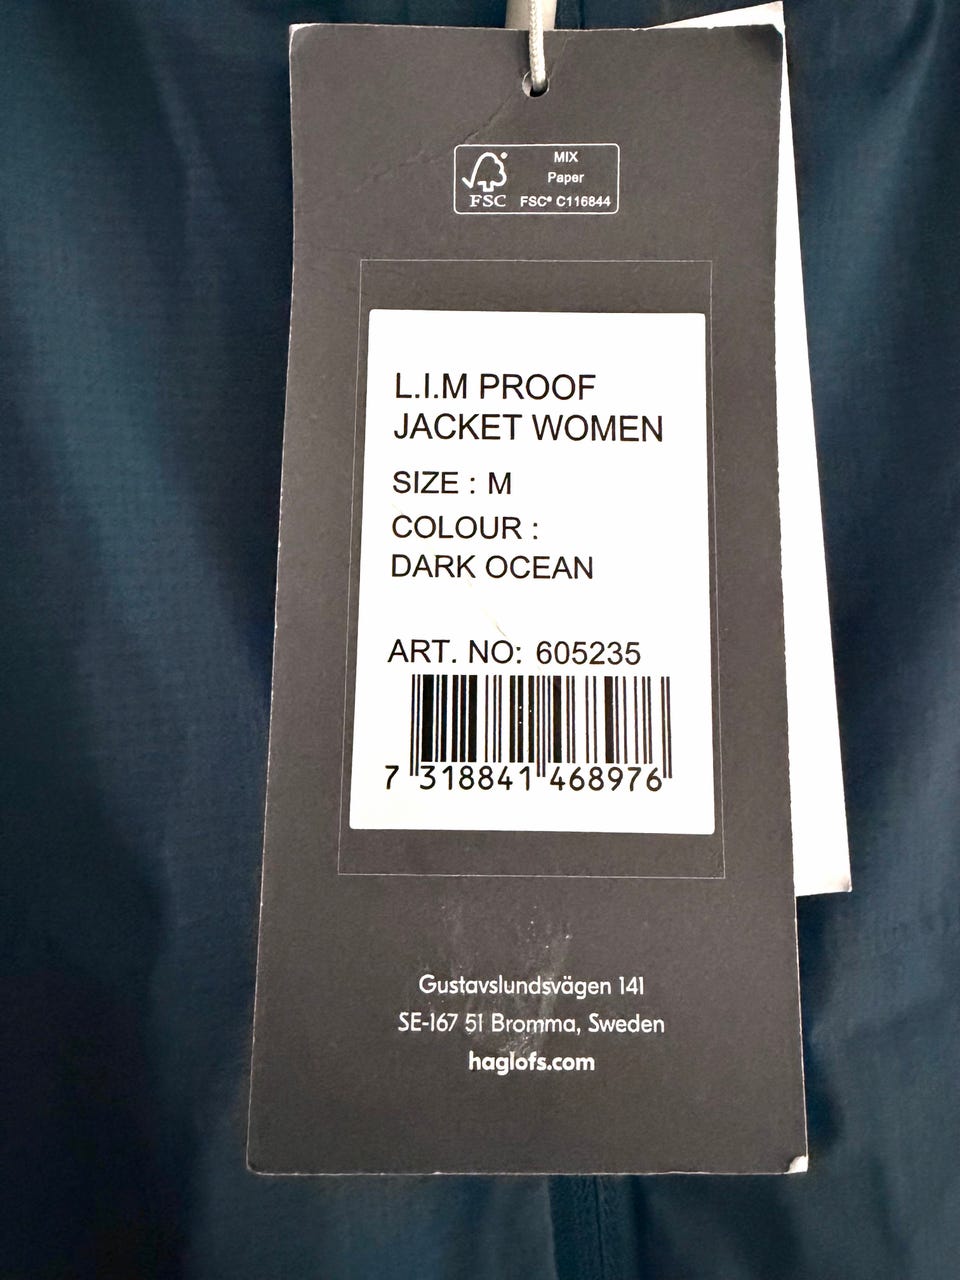 MIX
Paper
FSC® C116844
FSC
L.I.M PROOF
JACKET WOMEN
SIZE : M
COLOUR :
DARK OCEAN
ART. NO: 605235
7 318841 468976
Gustavslundsvägen 141
SE-167 51 Bromma, Sweden
haglofs.com